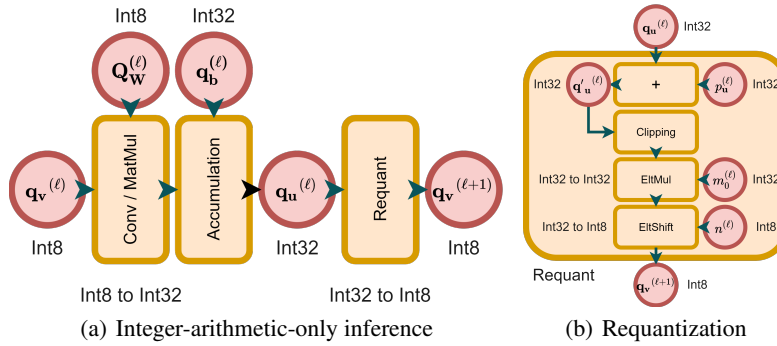 Int8
Int32
Q_W^(ℓ)
q_b^(ℓ)
q_v^(ℓ)
Conv / MatMul
Accumulation
q_u^(ℓ)
Requant
q_v^(ℓ+1)
Int8
Int32
Int8
Int8 to Int32
Int32 to Int8
(a) Integer-arithmetic-only inference
q_u^(ℓ)
Int32
Int32
q'_u^(ℓ)
+
p_u^(ℓ)
Int32
Clipping
Int32 to Int32
EltMul
m_0^(ℓ)
Int32
Int32 to Int8
EltShift
n^(ℓ)
Int8
Requant
q_v^(ℓ+1)
Int8
(b) Requantization